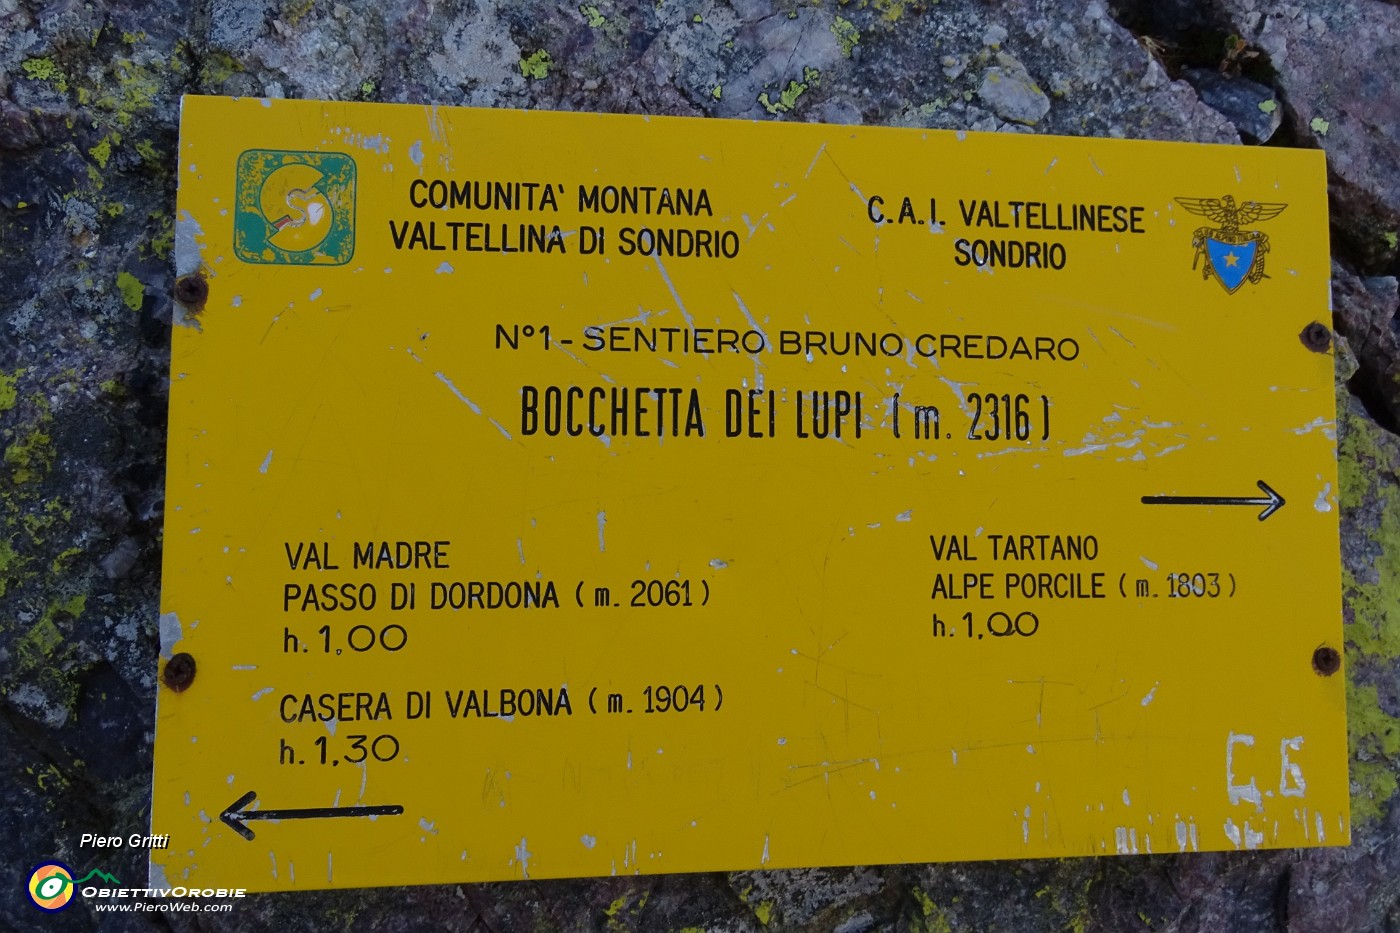 COMUNITA' MONTANA
VALTELLINA DI SONDRIO
C.A.I. VALTELLINESE
SONDRIO
N°1 - SENTIERO BRUNO CREDARO
BOCCHETTA DEI LUPI (m. 2316)
VAL MADRE
PASSO DI DORDONA (m. 2061)
h. 1,00
CASERA DI VALBONA (m. 1904)
h. 1,30
VAL TARTANO
ALPE PORCILE (m. 1803)
h. 1,00
Piero Gritti
OBIETTIVOROBIE
www.PieroWeb.com